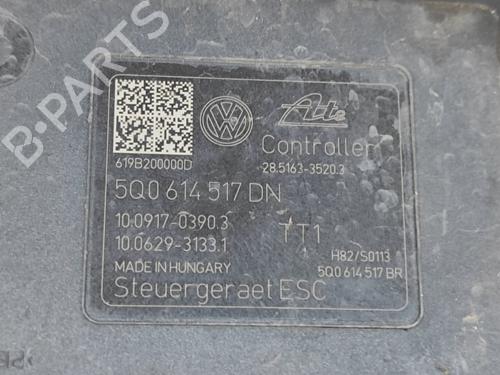 B-PARTS
Ate
Controller
619B200000D
28.5163-3520.3
5Q0 614 517 DN
10.0917-0390.3
TT1
10.0629-3133.1
H82/S0113
MADE IN HUNGARY
5Q0 614 517 BR
Steuergeraet ESC